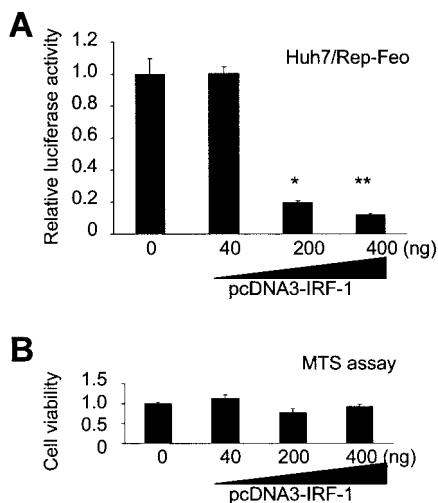 A
Relative luciferase activity
1.2
1.0
0.8
0.6
0.4
0.2
0
Huh7/Rep-Feo
* **
0 40 200 400 (ng)
pcDNA3-IRF-1
B
Cell viability
1.5
1.0
0.5
0
MTS assay
0 40 200 400 (ng)
pcDNA3-IRF-1